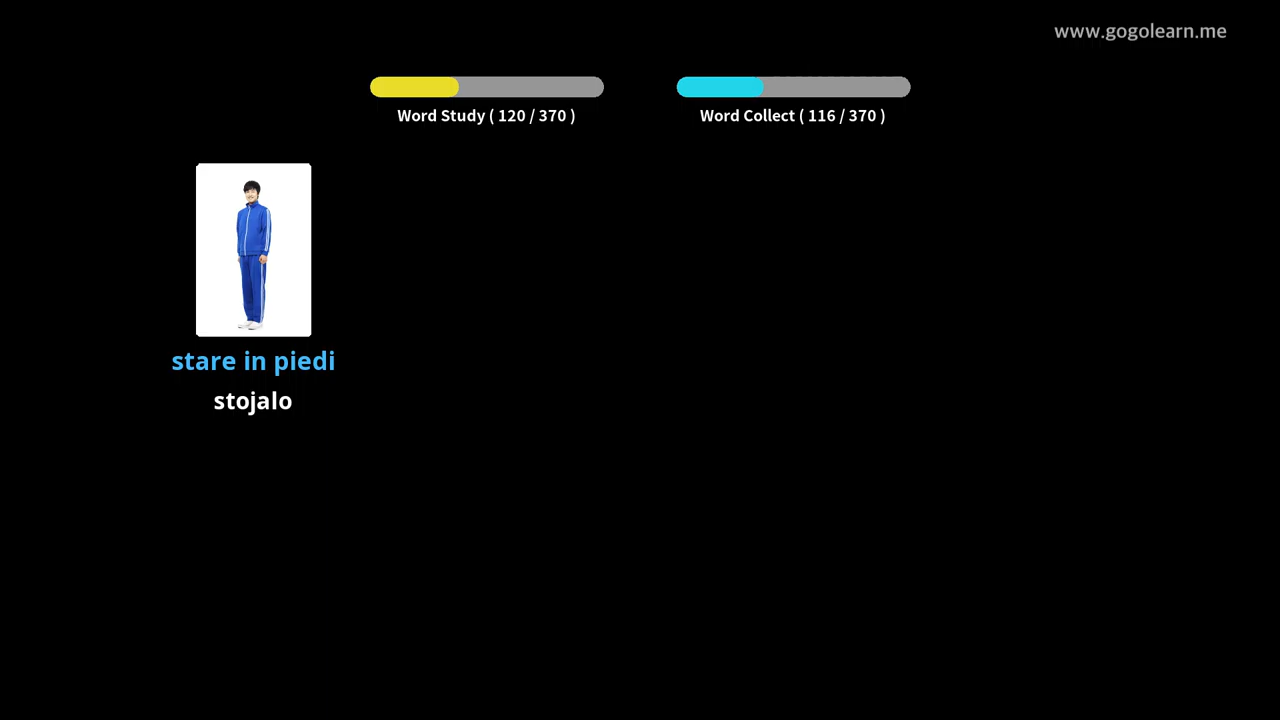 www.gogolearn.me
Word Study ( 120 / 370 )
Word Collect ( 116 / 370 )
stare in piedi
stojalo